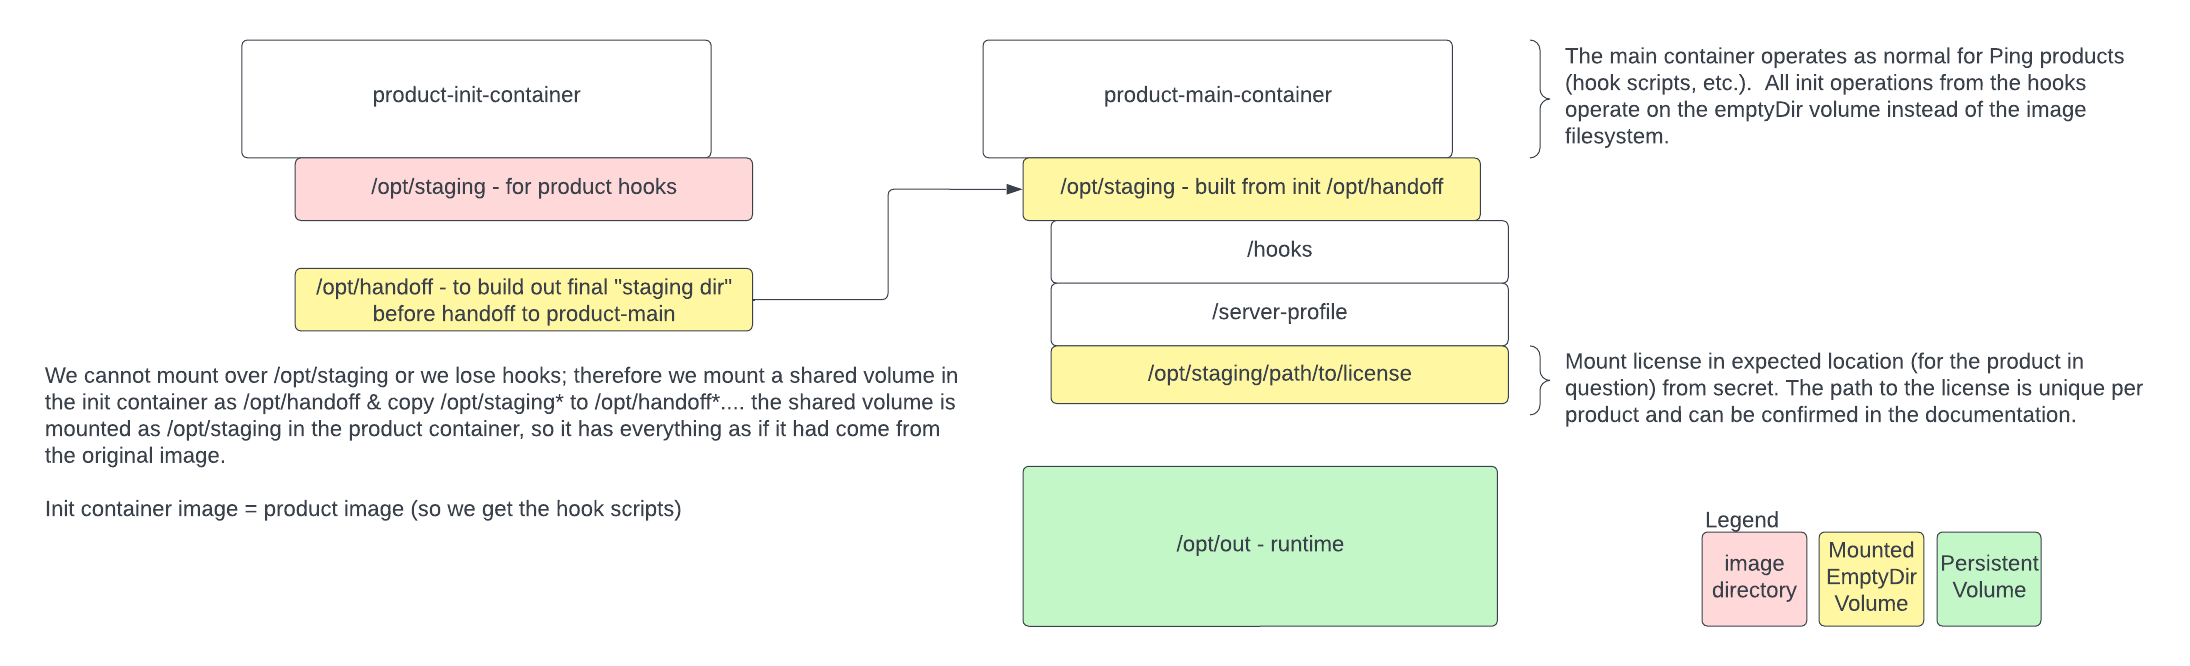 product-init-container
/opt/staging - for product hooks
/opt/handoff - to build out final "staging dir"
before handoff to product-main
We cannot mount over /opt/staging or we lose hooks; therefore we mount a shared volume in
the init container as /opt/handoff & copy /opt/staging* to /opt/handoff*.... the shared volume is
mounted as /opt/staging in the product container, so it has everything as if it had come from
the original image.
Init container image = product image (so we get the hook scripts)
product-main-container
/opt/staging - built from init /opt/handoff
/hooks
/server-profile
/opt/staging/path/to/license
/opt/out - runtime
The main container operates as normal for Ping products
(hook scripts, etc.).  All init operations from the hooks
operate on the emptyDir volume instead of the image
filesystem.
Mount license in expected location (for the product in
question) from secret. The path to the license is unique per
product and can be confirmed in the documentation.
Legend
image
directory
Mounted
EmptyDir
Volume
Persistent
Volume